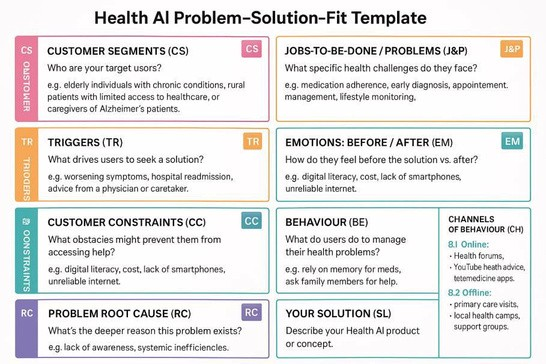 Health AI Problem–Solution–Fit Template
CS
CUSTOMER SEGMENTS (CS)
CS
Who are your target usors?
e.g. elderly individuals with chronic conditions, rural
patients with limited access to healthcare, or
caregivers of Alzheimer's patients.
JOBS-TO-BE-DONE / PROBLEMS (J&P)
J&P
What specific health challenges do they face?
e.g. medication adherence, early diagnosis, appointement.
management, lifestyle monitoring,
TR
TRIGGERS (TR)
TR
What drives users to seek a solution?
e.g. worsening symptoms, hospital readmission,
advice from a physician or caretaker.
EMOTIONS: BEFORE / AFTER (EM)
EM
How do they feel before the solution vs. after?
e.g. digital literacy, cost, lack of smartphones,
unreliable internet.
CONSTRAINTS
CUSTOMER CONSTRAINTS (CC)
CC
What obstacles might prevent them from
accessing help?
e.g. digital literacy, cost, lack of smartphones,
unreliable internet.
BEHAVIOUR (BE)
What do users do to manage
their health problems?
e.g. rely on memory for meds,
ask family members for help.
CHANNELS
OF BEHAVIOUR (CH)
8.I Online:
• Health forums,
• YouTube heath advice,
telemedicine apps.
8.2 Offline:
• primary care visits,
• local health camps,
support groups.
RC
PROBLEM ROOT CAUSE (RC)
RC
What's the deeper reason this problem exists?
e.g. lack of awareness, systemic inefficiencies.
YOUR SOLUTION (SL)
Describe your Health AI product
or concept.